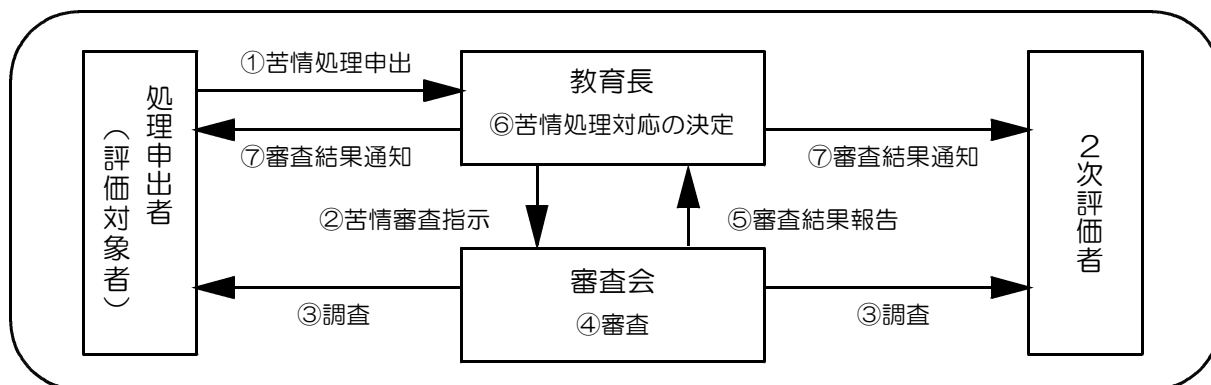 ①苦情処理申出
処理申出者
（評価対象者）
教育長
⑥苦情処理対応の決定
⑦審査結果通知
⑦審査結果通知
２次評価者
②苦情審査指示
⑤審査結果報告
審査会
④審査
③調査
③調査